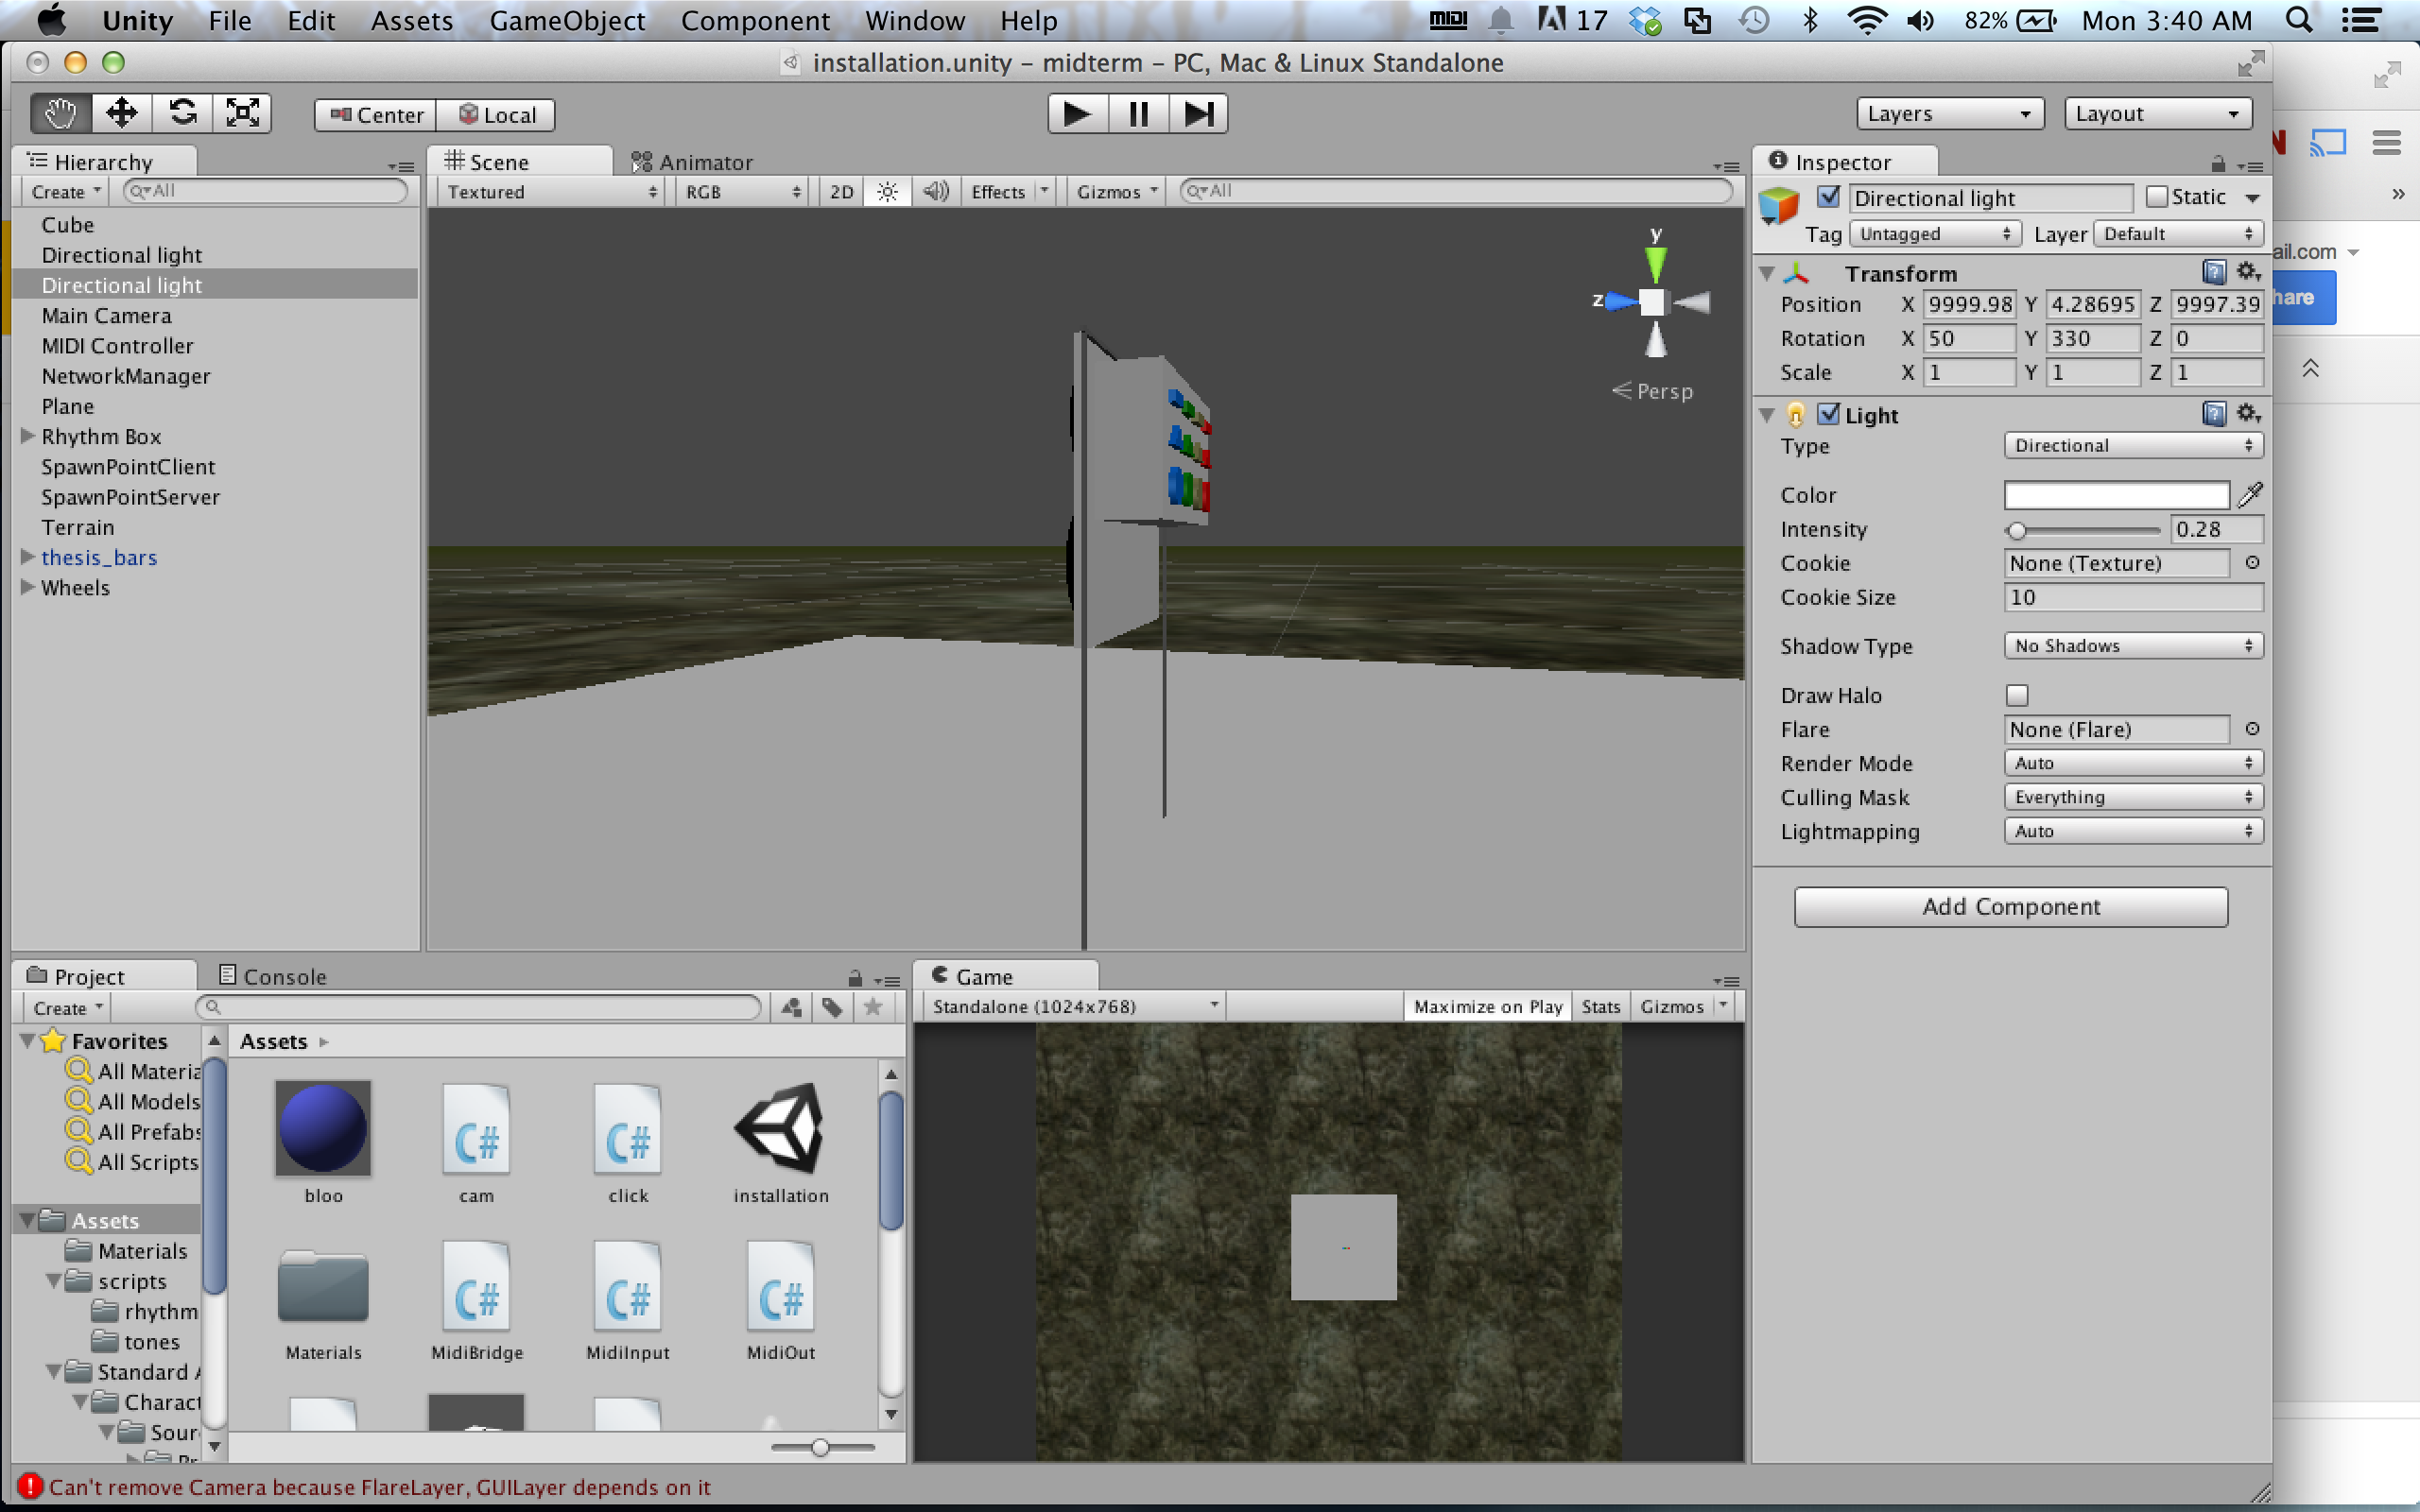 Unity File Edit Assets GameObject Component Window Help MIDI 17 82% Mon 3:40 AM
installation.unity – midterm – PC, Mac & Linux Standalone
Center Local Layers Layout
Hierarchy
Create All
Cube
Directional light
Directional light
Main Camera
MIDI Controller
NetworkManager
Plane
Rhythm Box
SpawnPointClient
SpawnPointServer
Terrain
thesis_bars
Wheels
Scene Animator
Textured RGB 2D Effects Gizmos All
y
z
Persp
Inspector
Directional light Static
Tag Untagged Layer Default
Transform
Position X 9999.98 Y 4.28695 Z 9997.39
Rotation X 50 Y 330 Z 0
Scale X 1 Y 1 Z 1
Light
Type Directional
Color
Intensity 0.28
Cookie None (Texture)
Cookie Size 10
Shadow Type No Shadows
Draw Halo
Flare None (Flare)
Render Mode Auto
Culling Mask Everything
Lightmapping Auto
Add Component
ail.com
hare
Project Console
Create
Favorites
All Materia
All Models
All Prefabs
All Scripts
Assets
Materials
scripts
rhythm
tones
Standard A
Charact
Sour
Pr
Assets
bloo cam click installation
Materials MidiBridge MidiInput MidiOut
C# C#
C# C# C#
Game
Standalone (1024x768) Maximize on Play Stats Gizmos
Can't remove Camera because FlareLayer, GUILayer depends on it